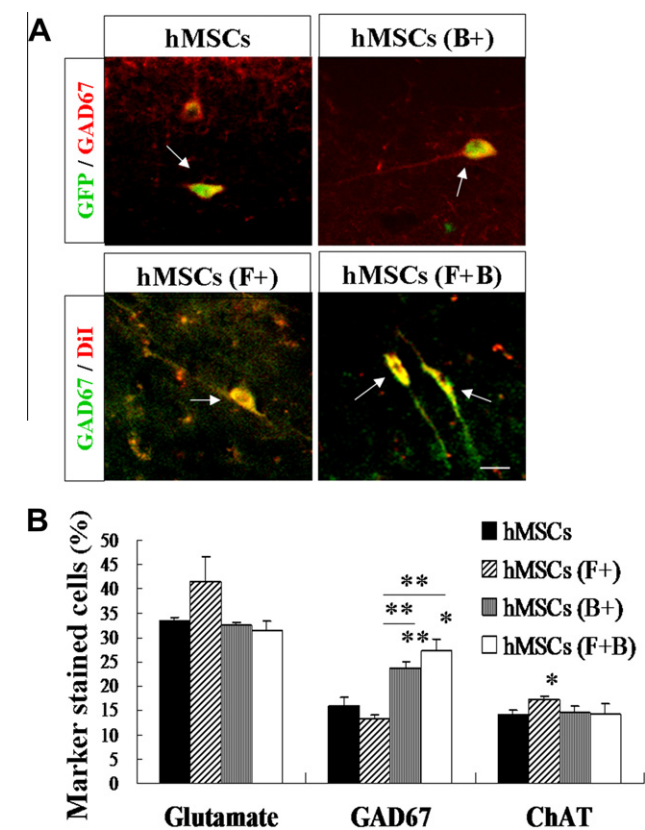 A
hMSCs
hMSCs (B+)
GFP / GAD67
hMSCs (F+)
hMSCs (F+B)
GAD67 / DiI
B
Marker stained cells (%)
50
45
40
35
30
25
20
15
10
5
0
hMSCs
hMSCs (F+)
hMSCs (B+)
hMSCs (F+B)
**
**
**
*
*
Glutamate
GAD67
ChAT